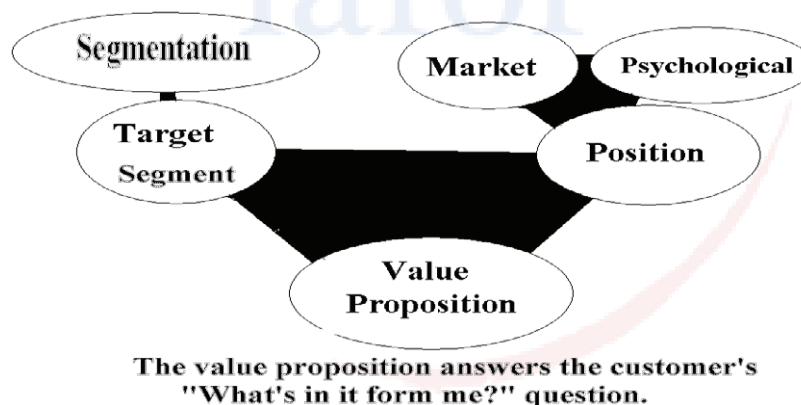 Segmentation
Market
Psychological
Target
Segment
Position
Value
Proposition
The value proposition answers the customer's
"What's in it form me?" question.